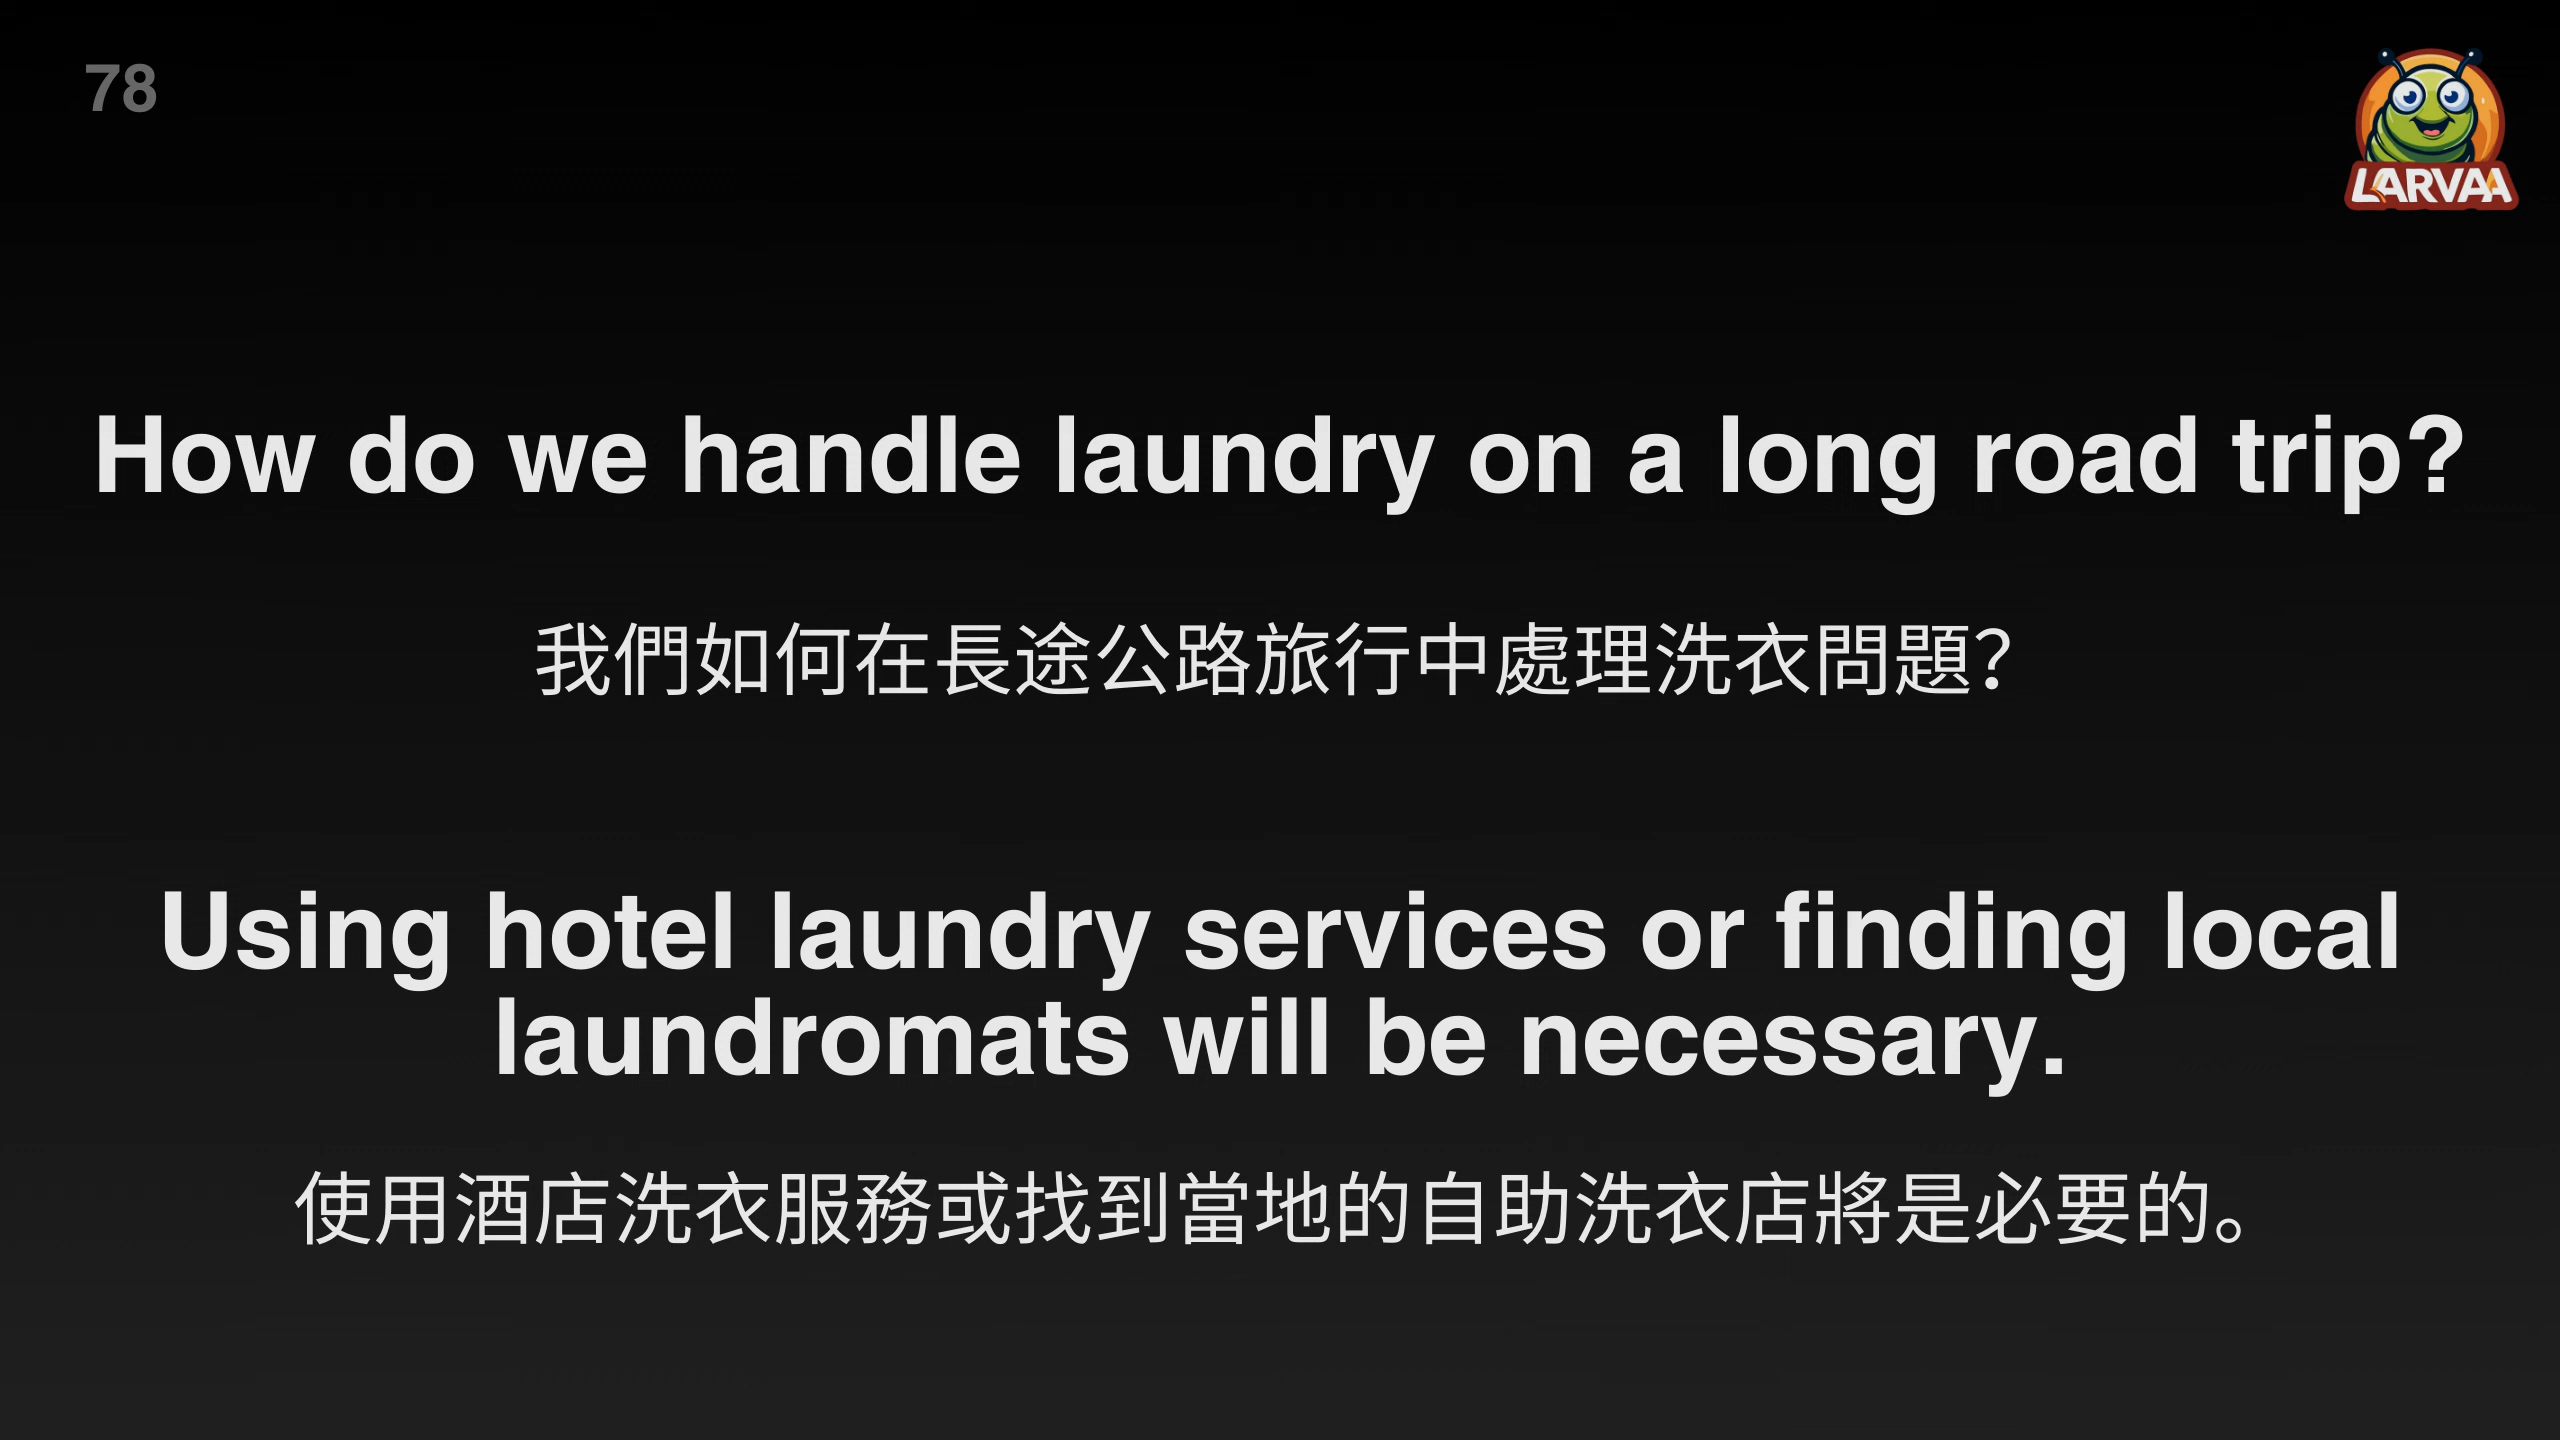 78
LARVAA
How do we handle laundry on a long road trip?
我們如何在長途公路旅行中處理洗衣問題?
Using hotel laundry services or finding local
laundromats will be necessary.
使用酒店洗衣服務或找到當地的自助洗衣店將是必要的。